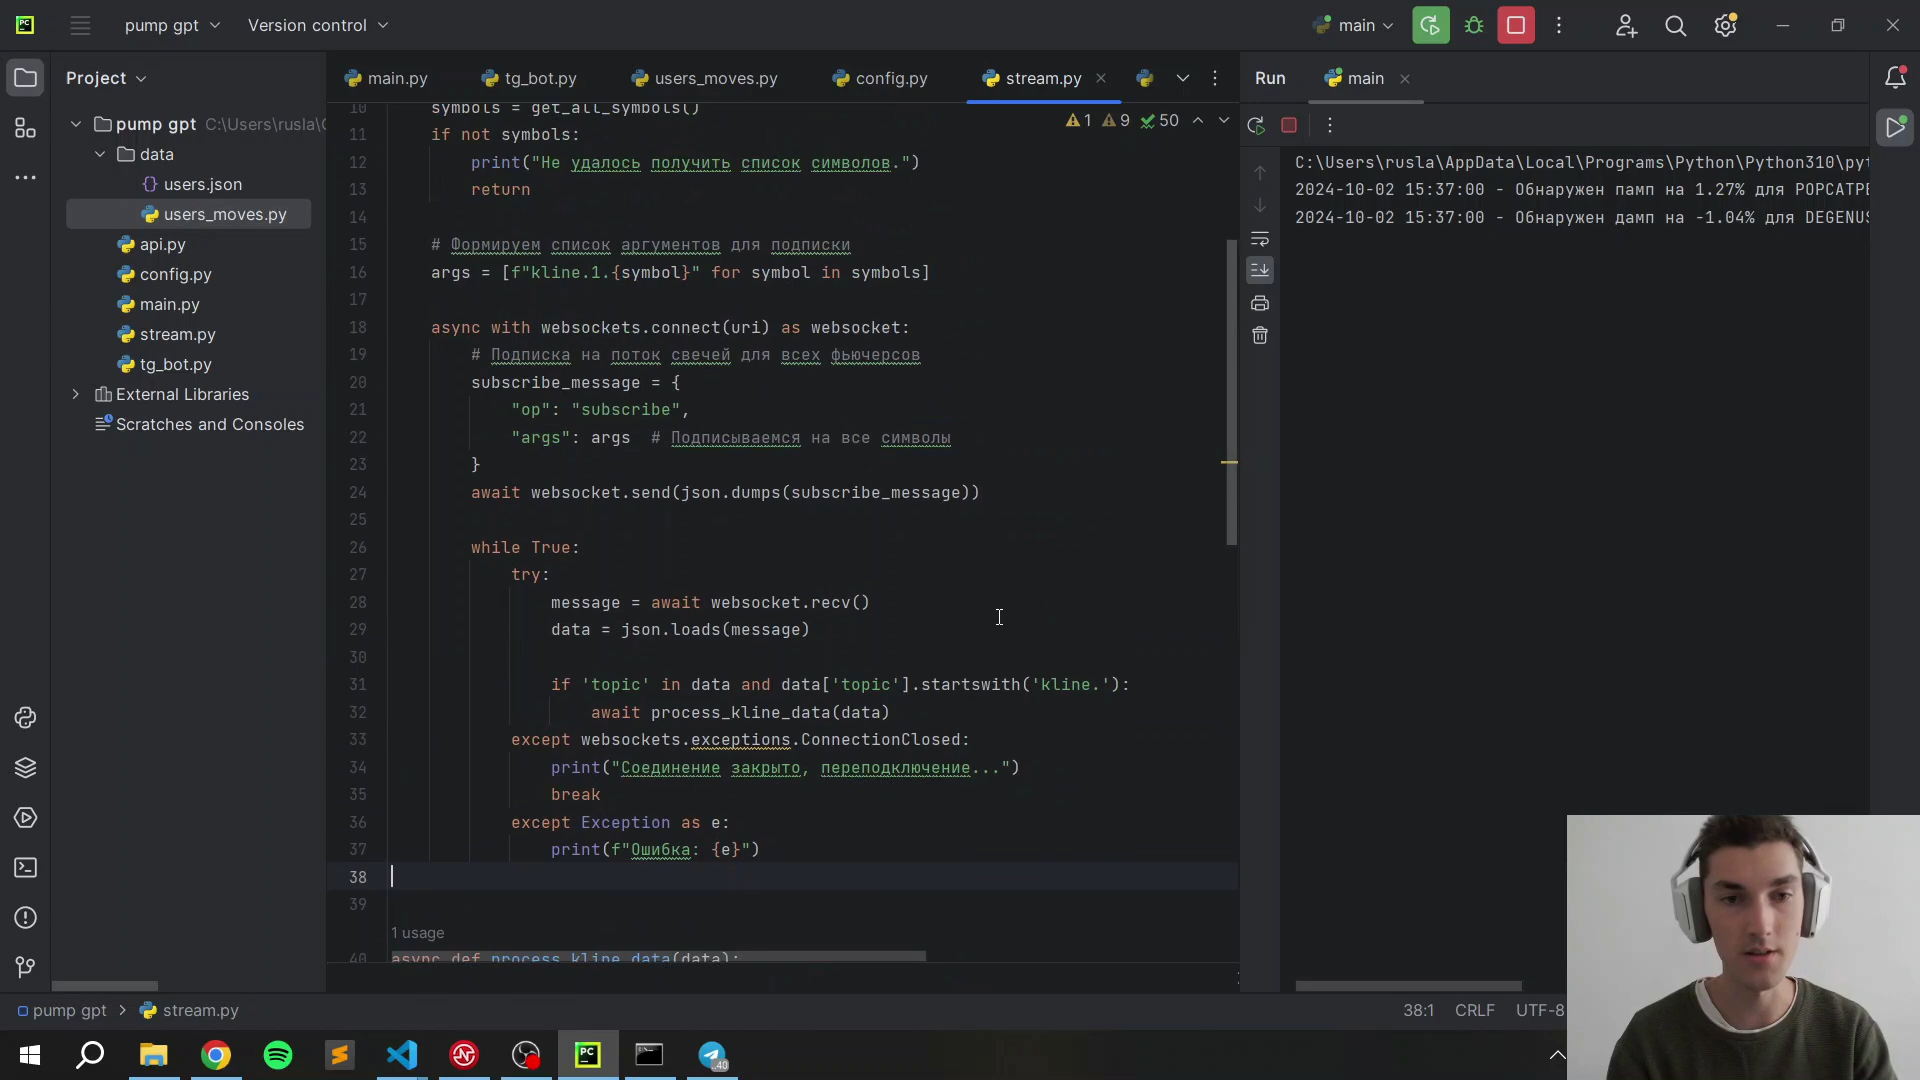 pump gpt
Version control
main
Project
main.py
tg_bot.py
users_moves.py
config.py
stream.py
Run
main
pump gpt C:\Users\rusla\
data
users.json
users_moves.py
api.py
config.py
main.py
stream.py
tg_bot.py
External Libraries
Scratches and Consoles
1 9 50
10 symbols = get_all_symbols()
11 if not symbols:
12 print("Не удалось получить список символов.")
13 return
14
15 # Формируем список аргументов для подписки
16 args = [f"kline.1.{symbol}" for symbol in symbols]
17
18 async with websockets.connect(uri) as websocket:
19 # Подписка на поток свечей для всех фьючерсов
20 subscribe_message = {
21 "op": "subscribe",
22 "args": args # Подписываемся на все символы
23 }
24 await websocket.send(json.dumps(subscribe_message))
25
26 while True:
27 try:
28 message = await websocket.recv()
29 data = json.loads(message)
30
31 if 'topic' in data and data['topic'].startswith('kline.'):
32 await process_kline_data(data)
33 except websockets.exceptions.ConnectionClosed:
34 print("Соединение закрыто, переподключение...")
35 break
36 except Exception as e:
37 print(f"Ошибка: {e}")
38
39
1 usage
40 async def process_kline_data(data):
C:\Users\rusla\AppData\Local\Programs\Python\Python310\pyt
2024-10-02 15:37:00 - Обнаружен памп на 1.27% для POPCATPE
2024-10-02 15:37:00 - Обнаружен дамп на -1.04% для DEGENUS
pump gpt > stream.py
38:1 CRLF UTF-8
40